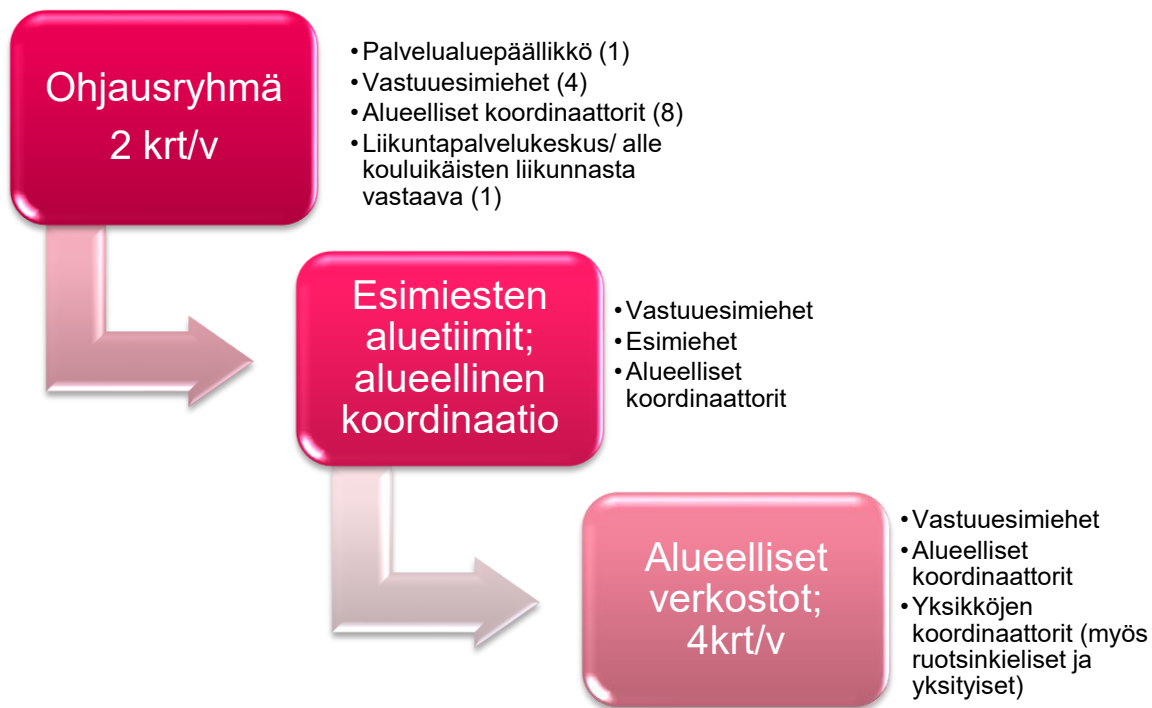 Ohjausryhmä
2 krt/v
•Palvelualuepäällikkö (1)
•Vastuuesimiehet (4)
•Alueelliset koordinaattorit (8)
•Liikuntapalvelukeskus/ alle
kouluikäisten liikunnasta
vastaava (1)
Esimiesten
aluetiimit;
alueellinen
koordinaatio
•Vastuuesimiehet
•Esimiehet
•Alueelliset
koordinaattorit
Alueelliset
verkostot;
4krt/v
•Vastuuesimiehet
•Alueelliset
koordinaattorit
•Yksikköjen
koordinaattorit (myös
ruotsinkieliset ja
yksityiset)